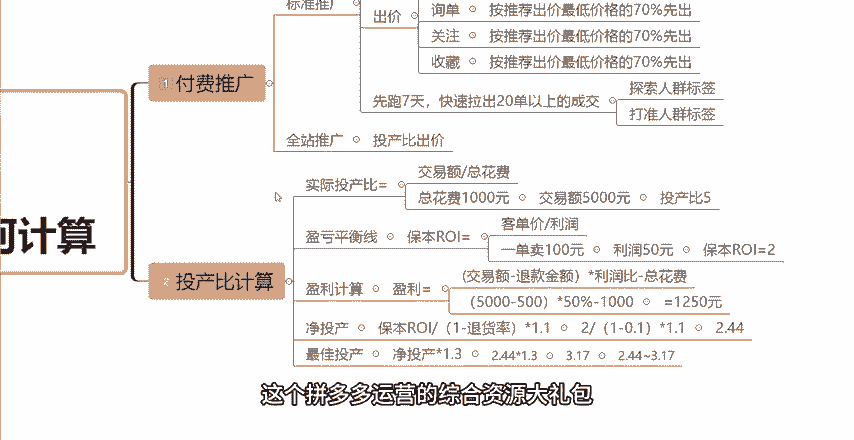 标准推广
出价
询单 按推荐出价最低价格的70%先出
关注 按推荐出价最低价格的70%先出
收藏 按推荐出价最低价格的70%先出
1 付费推广
先跑7天，快速拉出20单以上的成交
探索人群标签
打准人群标签
全站推广 投产比出价
何计算
2 投产比计算
实际投产比=
交易额/总花费
总花费1000元 交易额5000元 投产比5
盈亏平衡线 保本ROI=
客单价/利润
一单卖100元 利润50元 保本ROI=2
盈利计算 盈利=
(交易额-退款金额）*利润比-总花费
（5000-500）*50%-1000 =1250元
净投产 保本ROI/（1-退货率）*1.1 2/（1-0.1）*1.1 2.44
最佳投产 净投产*1.3 2.44*1.3 3.17 2.44~3.17
这个拼多多运营的综合资源大礼包